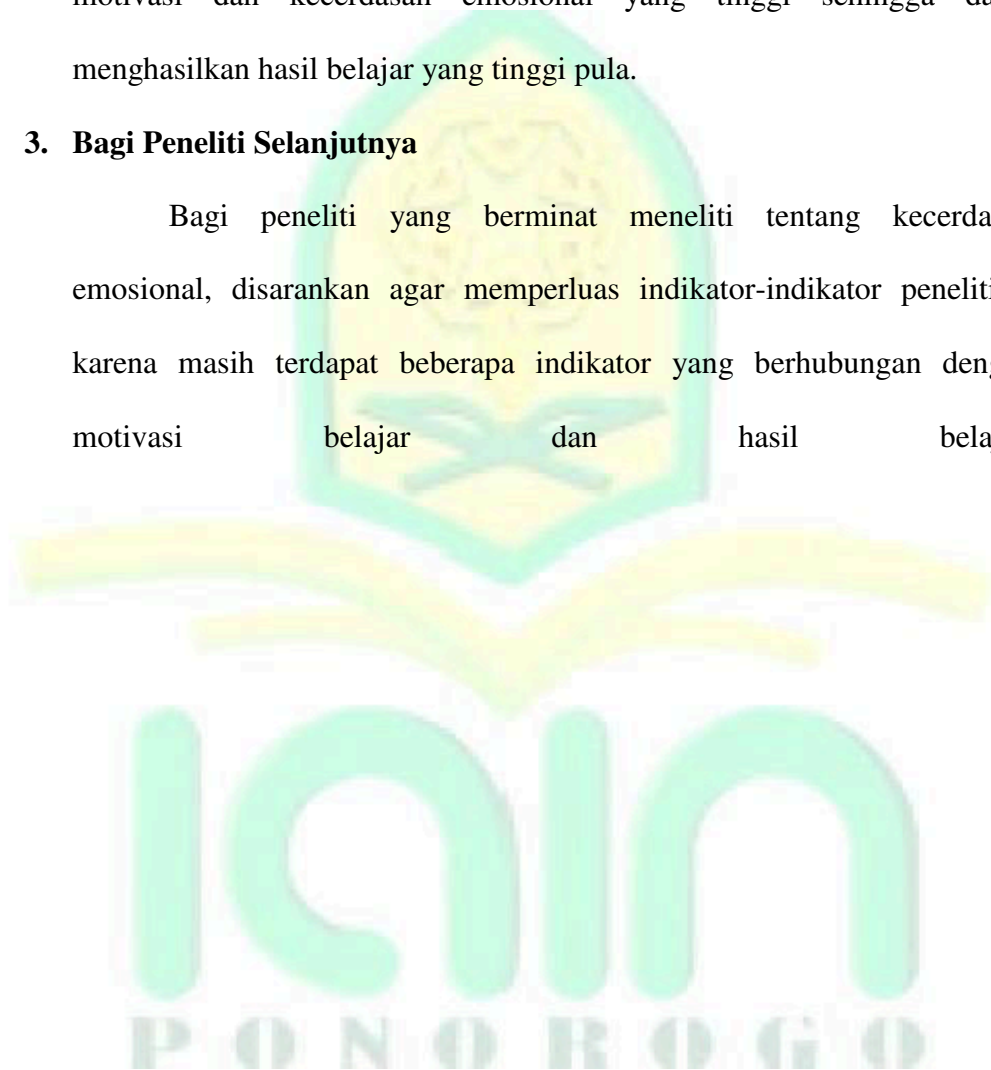 motivasi dan kecerdasan emosional yang tinggi sehingga da
menghasilkan hasil belajar yang tinggi pula.
3. Bagi Peneliti Selanjutnya
Bagi peneliti yang berminat meneliti tentang kecerda
emosional, disarankan agar memperluas indikator-indikator peneliti
karena masih terdapat beberapa indikator yang berhubungan deng
motivasi belajar dan hasil bela
iain
PONOROGO